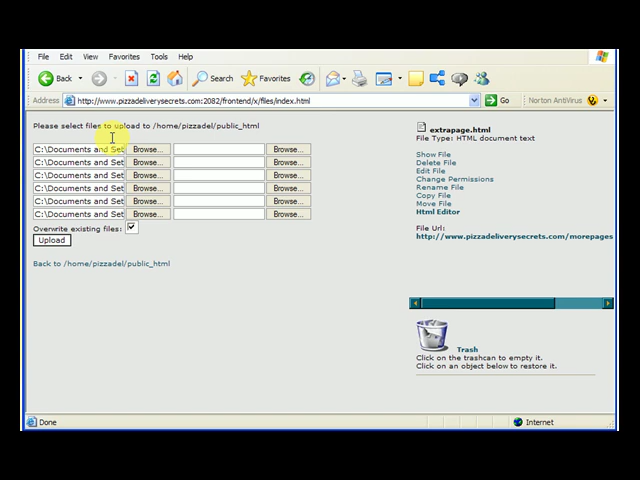 File Edit View Favorites Tools Help
Back Search Favorites
Address http://www.pizzadeliverysecrets.com:2082/frontend/x/files/index.html Go Norton AntiVirus
Please select files to upload to /home/pizzadel/public_html
C:\Documents and Set Browse... Browse...
C:\Documents and Set Browse... Browse...
C:\Documents and Set Browse... Browse...
C:\Documents and Set Browse... Browse...
C:\Documents and Set Browse... Browse...
C:\Documents and Set Browse... Browse...
Overwrite existing files:
Upload
Back to /home/pizzadel/public_html
extrapage.html
File Type: HTML document text
Show File
Delete File
Edit File
Change Permissions
Rename File
Copy File
Move File
Html Editor
File Url:
http://www.pizzadeliverysecrets.com/morepages
Trash
Click on the trashcan to empty it.
Click on an object below to restore it.
Done Internet